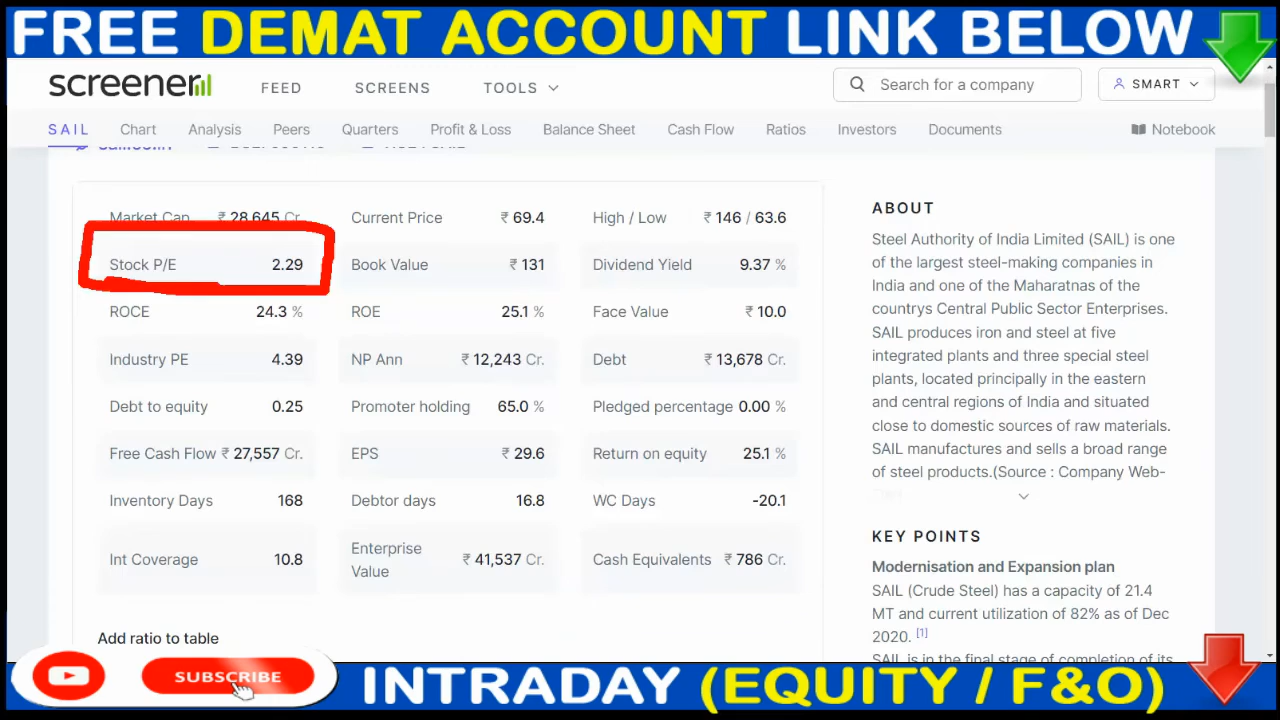 FREE DEMAT ACCOUNT LINK BELOW
screener FEED SCREENS TOOLS Search for a company SMART
SAIL Chart Analysis Peers Quarters Profit & Loss Balance Sheet Cash Flow Ratios Investors Documents Notebook
Market Cap ₹ 28,645 Cr. Current Price ₹ 69.4 High / Low ₹ 146 / 63.6
Stock P/E 2.29 Book Value ₹ 131 Dividend Yield 9.37 %
ROCE 24.3 % ROE 25.1 % Face Value ₹ 10.0
Industry PE 4.39 NP Ann ₹ 12,243 Cr. Debt ₹ 13,678 Cr.
Debt to equity 0.25 Promoter holding 65.0 % Pledged percentage 0.00 %
Free Cash Flow ₹ 27,557 Cr. EPS ₹ 29.6 Return on equity 25.1 %
Inventory Days 168 Debtor days 16.8 WC Days -20.1
Int Coverage 10.8 Enterprise Value ₹ 41,537 Cr. Cash Equivalents ₹ 786 Cr.
Add ratio to table
ABOUT
Steel Authority of India Limited (SAIL) is one
of the largest steel-making companies in
India and one of the Maharatnas of the
countrys Central Public Sector Enterprises.
SAIL produces iron and steel at five
integrated plants and three special steel
plants, located principally in the eastern
and central regions of India and situated
close to domestic sources of raw materials.
SAIL manufactures and sells a broad range
of steel products.(Source : Company Web-
KEY POINTS
Modernisation and Expansion plan
SAIL (Crude Steel) has a capacity of 21.4
MT and current utilization of 82% as of Dec
2020. [1]
SAIL is in the final stage of completion of its
SUBSCRIBE
INTRADAY (EQUITY / F&O)